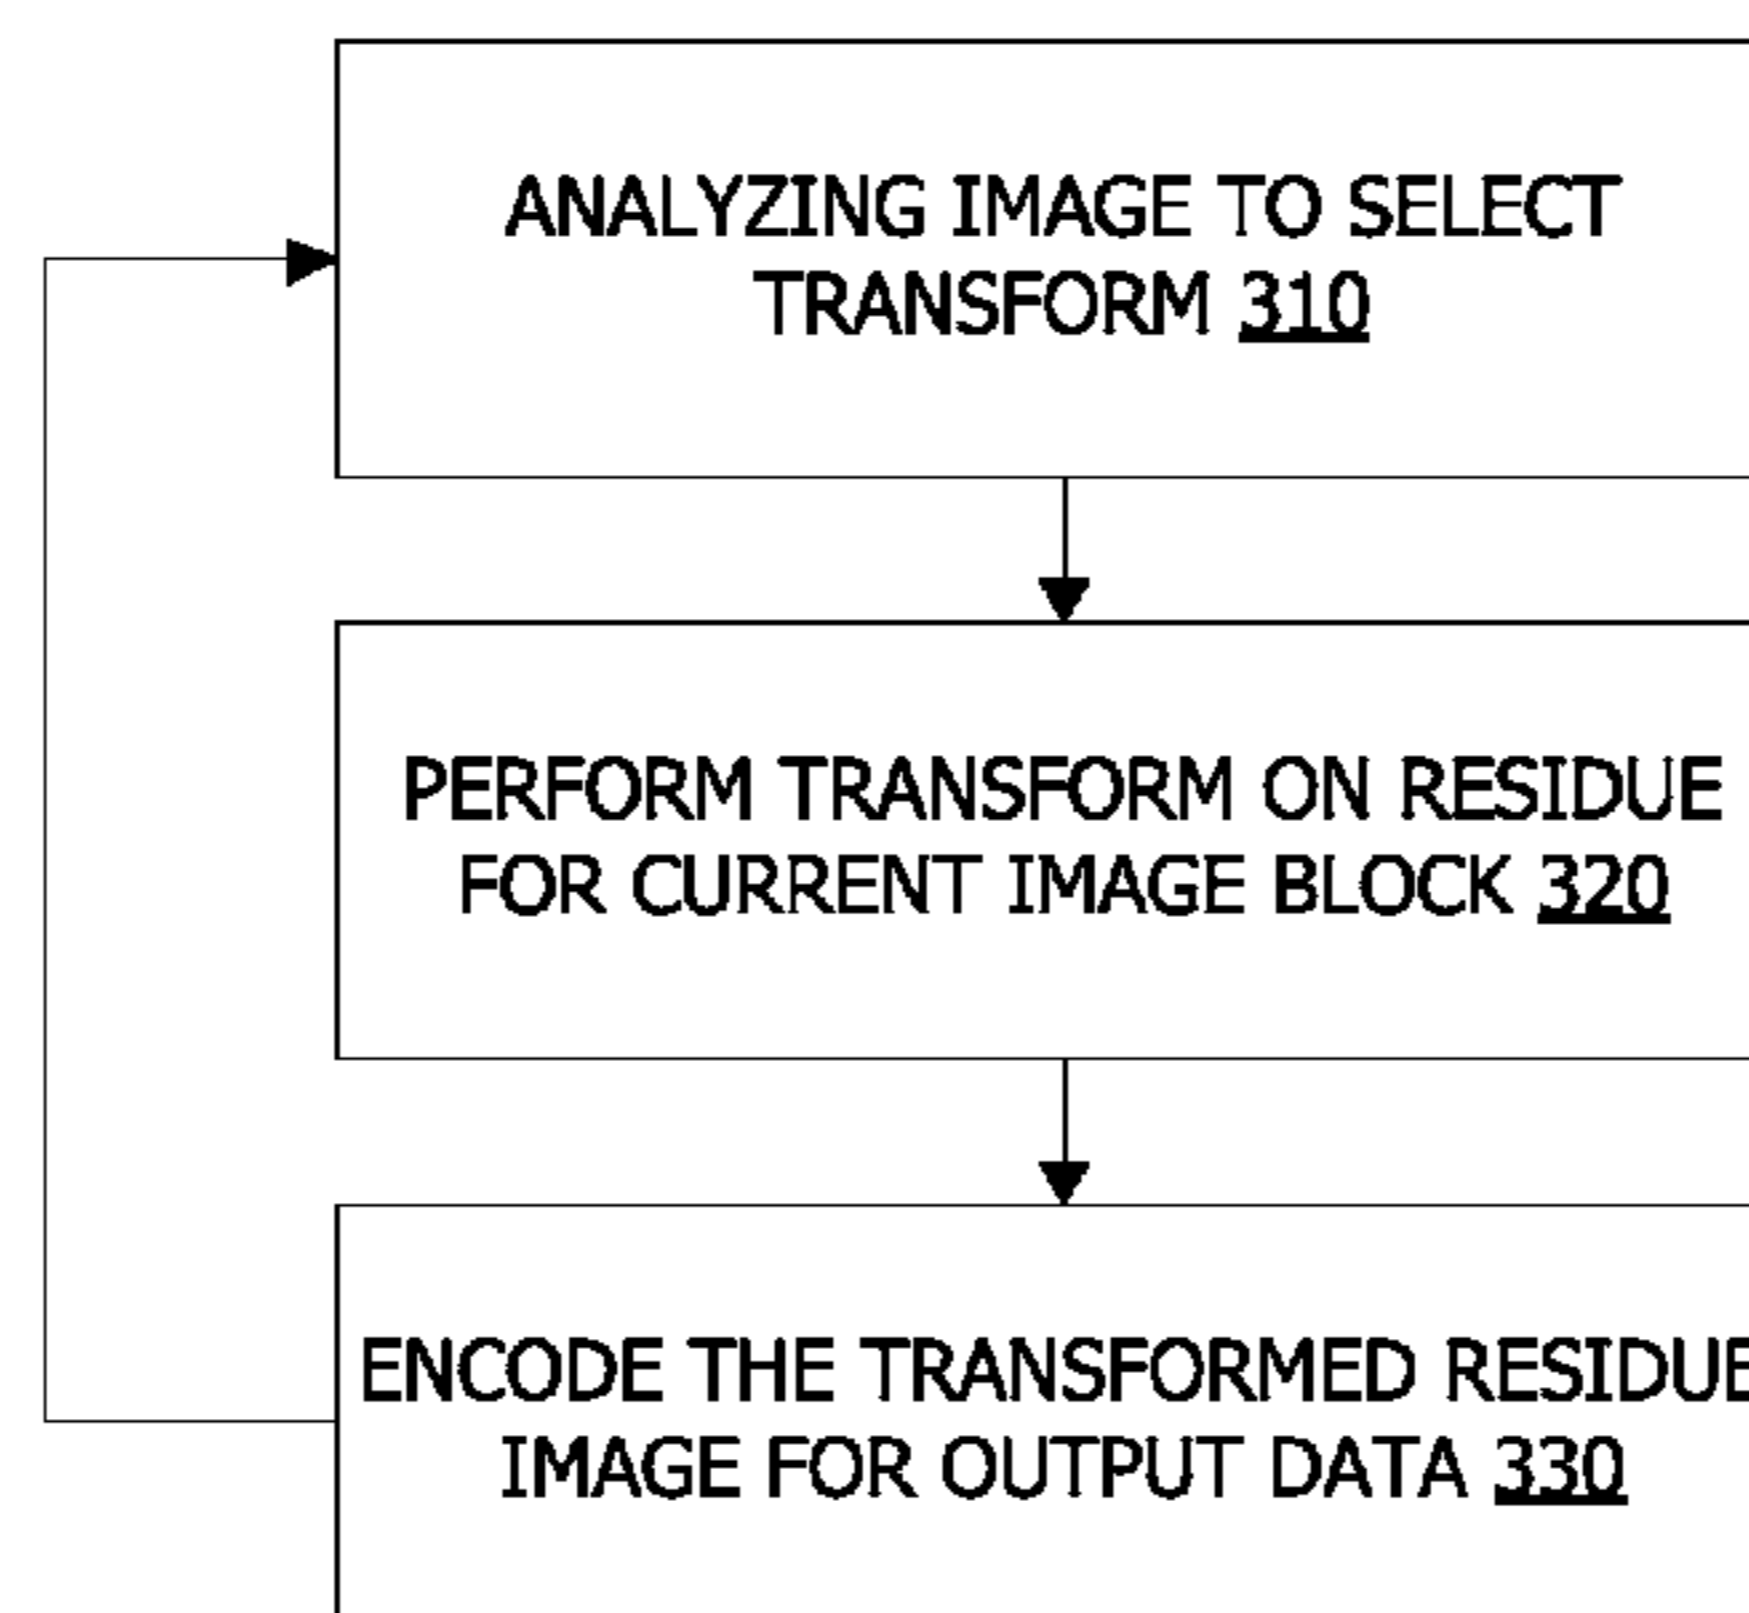 ANALYZING IMAGE TO SELECT
TRANSFORM 310
PERFORM TRANSFORM ON RESIDUE
FOR CURRENT IMAGE BLOCK 320
ENCODE THE TRANSFORMED RESIDUE
IMAGE FOR OUTPUT DATA 330